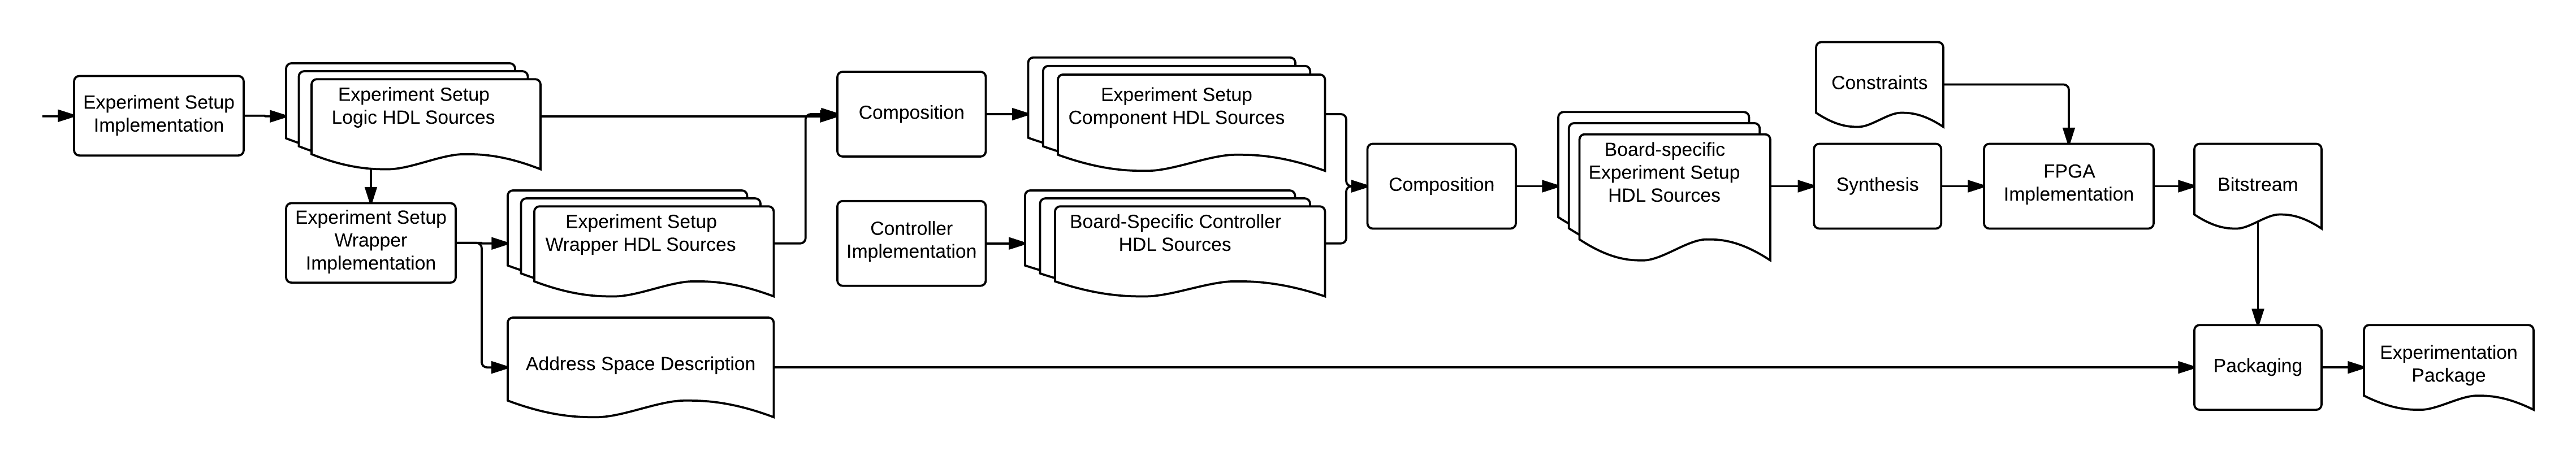 Experiment Setup
Implementation
Experiment Setup
Logic HDL Sources
Experiment Setup
Wrapper
Implementation
Experiment Setup
Wrapper HDL Sources
Address Space Description
Composition
Experiment Setup
Component HDL Sources
Controller
Implementation
Board-Specific Controller
HDL Sources
Composition
Board-specific
Experiment Setup
HDL Sources
Synthesis
Constraints
FPGA
Implementation
Bitstream
Packaging
Experimentation
Package